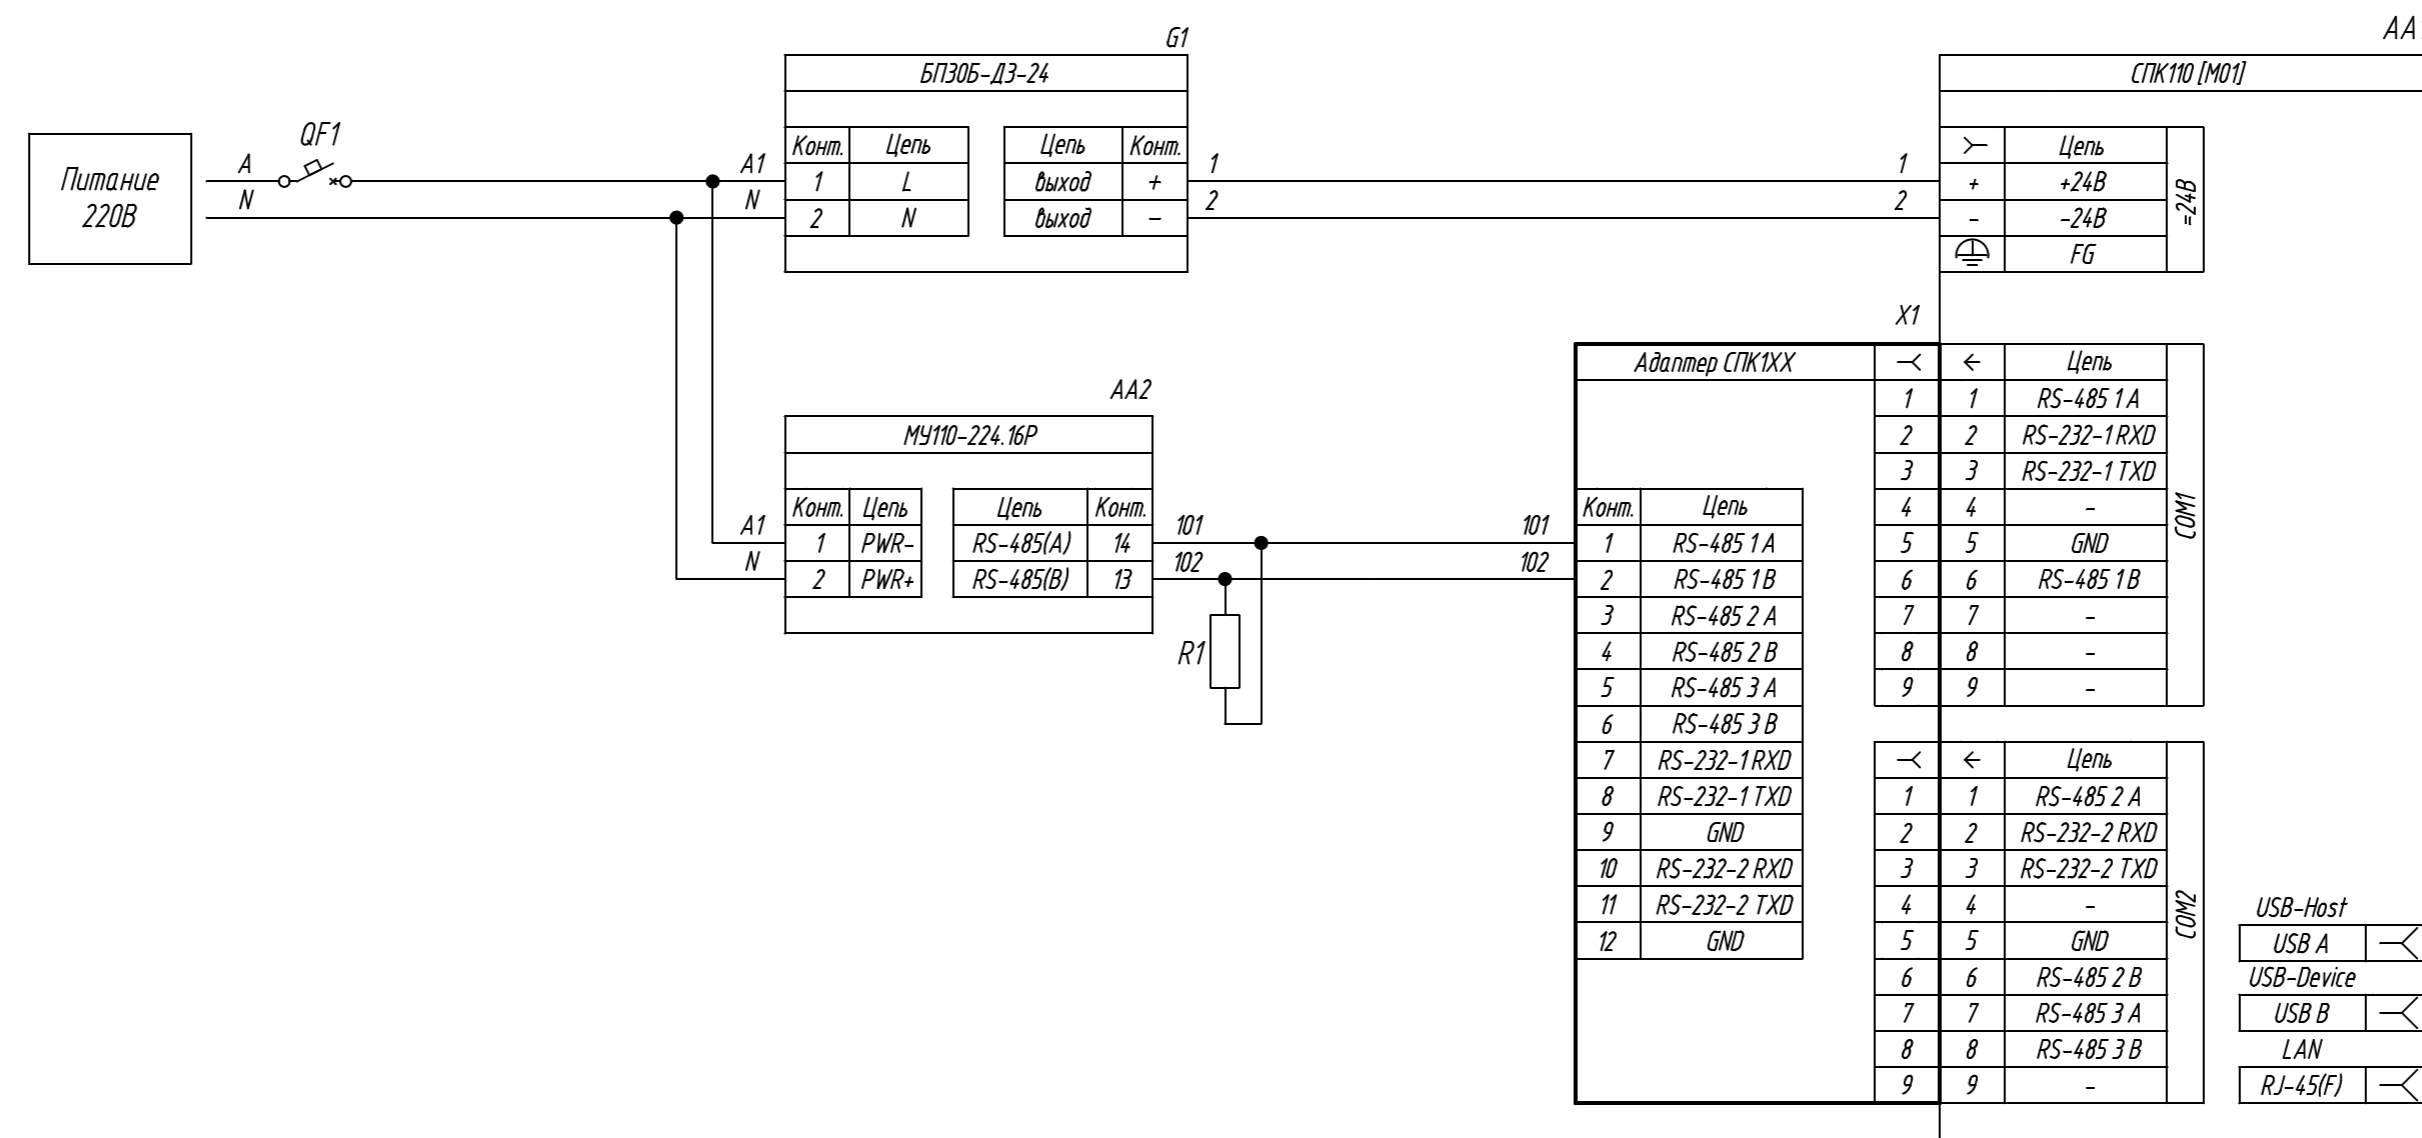 G1
AA
БП30Б-Д3-24
СПК110 [М01]
Питание
220В
QF1
A
N
A1
N
Конт. Цепь
1 L
2 N
Цепь Конт.
выход +
выход -
1
2
1
2
Цепь
+ +24В
- -24В
FG
=24В
X1
AA2
МУ110-224.16Р
A1
N
Конт. Цепь
1 PWR-
2 PWR+
Цепь Конт.
RS-485(A) 14
RS-485(B) 13
101
102
R1
101
102
Адаптер СПК1ХХ
Конт. Цепь
1 RS-485 1 A
2 RS-485 1 B
3 RS-485 2 A
4 RS-485 2 B
5 RS-485 3 A
6 RS-485 3 B
7 RS-232-1 RXD
8 RS-232-1 TXD
9 GND
10 RS-232-2 RXD
11 RS-232-2 TXD
12 GND
Цепь
1 1 RS-485 1 A
2 2 RS-232-1 RXD
3 3 RS-232-1 TXD
4 4 -
5 5 GND
6 6 RS-485 1 B
7 7 -
8 8 -
9 9 -
COM1
Цепь
1 1 RS-485 2 A
2 2 RS-232-2 RXD
3 3 RS-232-2 TXD
4 4 -
5 5 GND
6 6 RS-485 2 B
7 7 RS-485 3 A
8 8 RS-485 3 B
9 9 -
COM2
USB-Host
USB A
USB-Device
USB B
LAN
RJ-45(F)